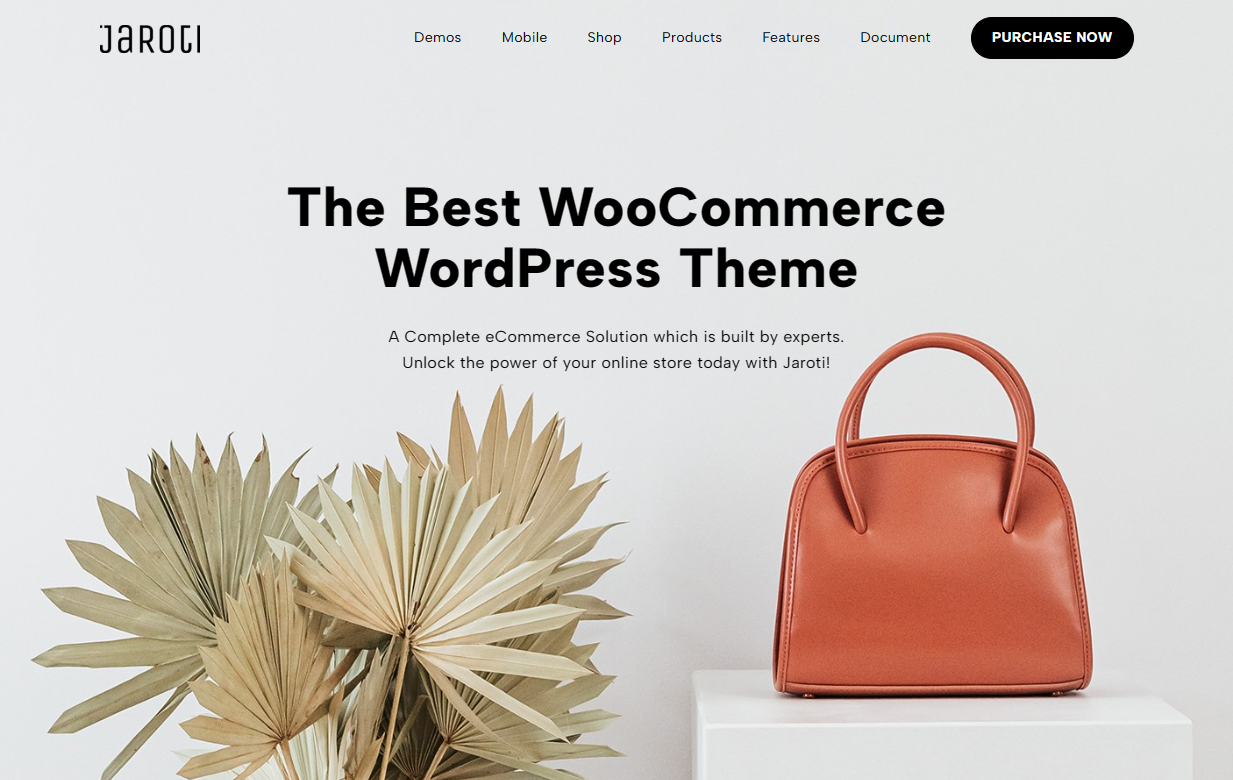 JAROTI
Demos Mobile Shop Products Features Document PURCHASE NOW
The Best WooCommerce
WordPress Theme
A Complete eCommerce Solution which is built by experts.
Unlock the power of your online store today with Jaroti!